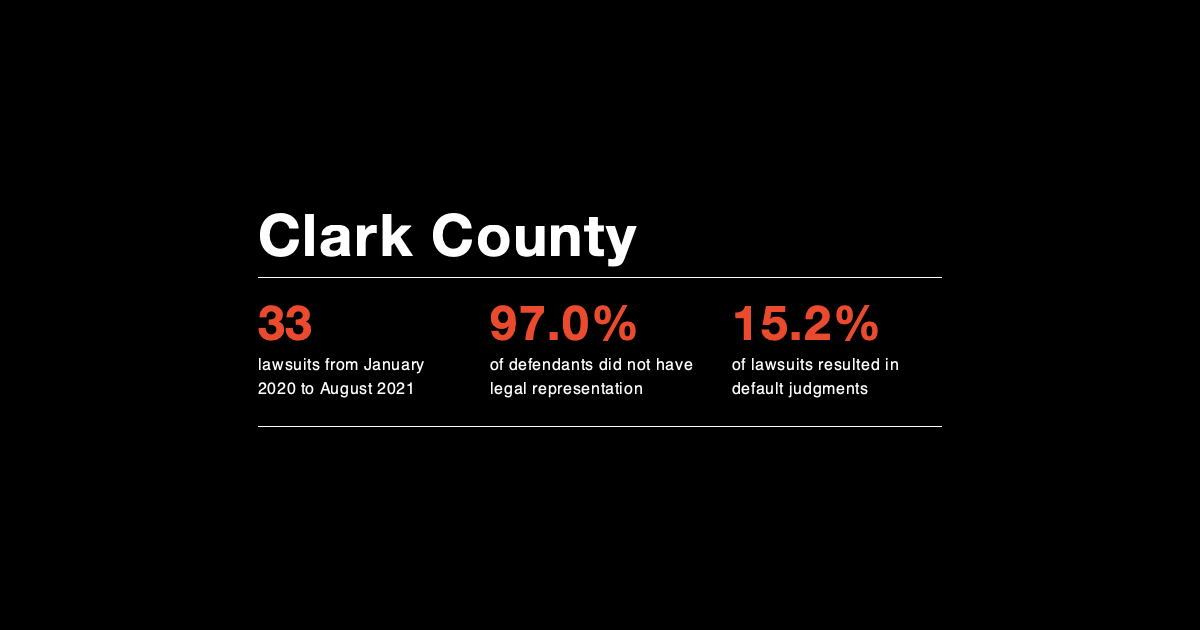 Clark County
33
lawsuits from January
2020 to August 2021
97.0%
of defendants did not have
legal representation
15.2%
of lawsuits resulted in
default judgments